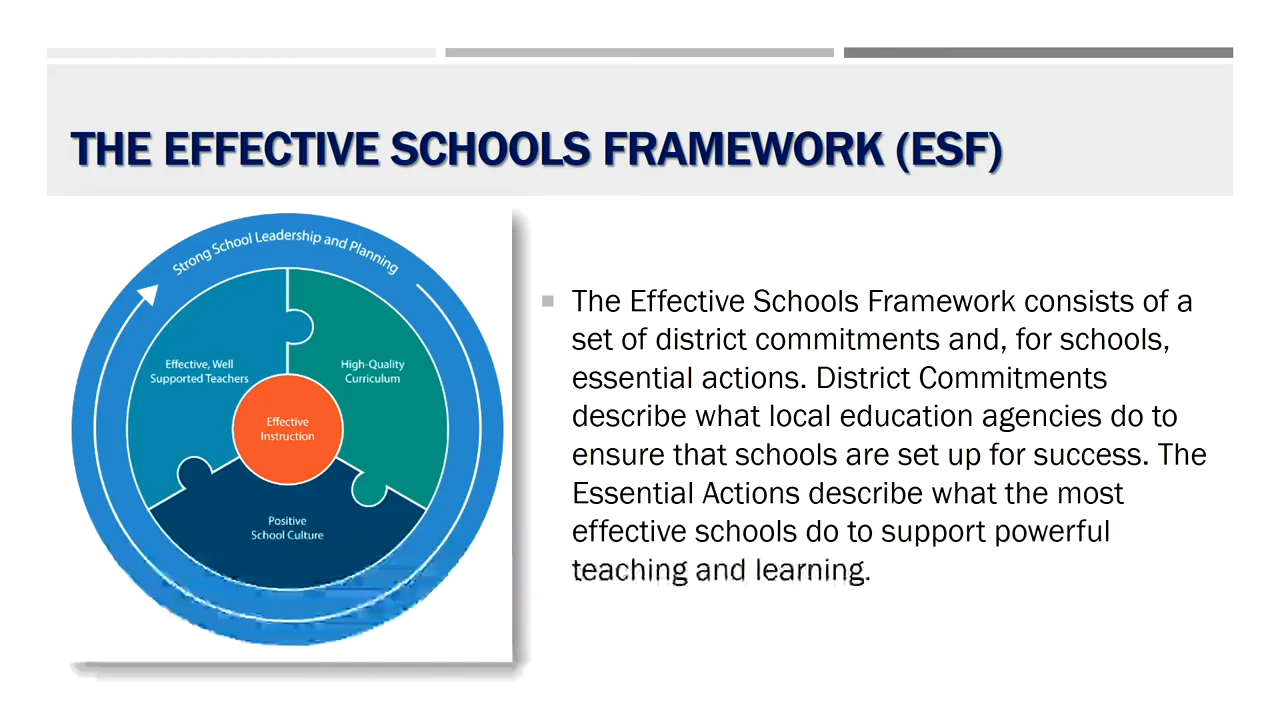 THE EFFECTIVE SCHOOLS FRAMEWORK (ESF)
Strong School Leadership and Planning
Effective, Well
Supported Teachers
High-Quality
Curriculum
Effective
Instruction
Positive
School Culture
The Effective Schools Framework consists of a
set of district commitments and, for schools,
essential actions. District Commitments
describe what local education agencies do to
ensure that schools are set up for success. The
Essential Actions describe what the most
effective schools do to support powerful
teaching and learning.